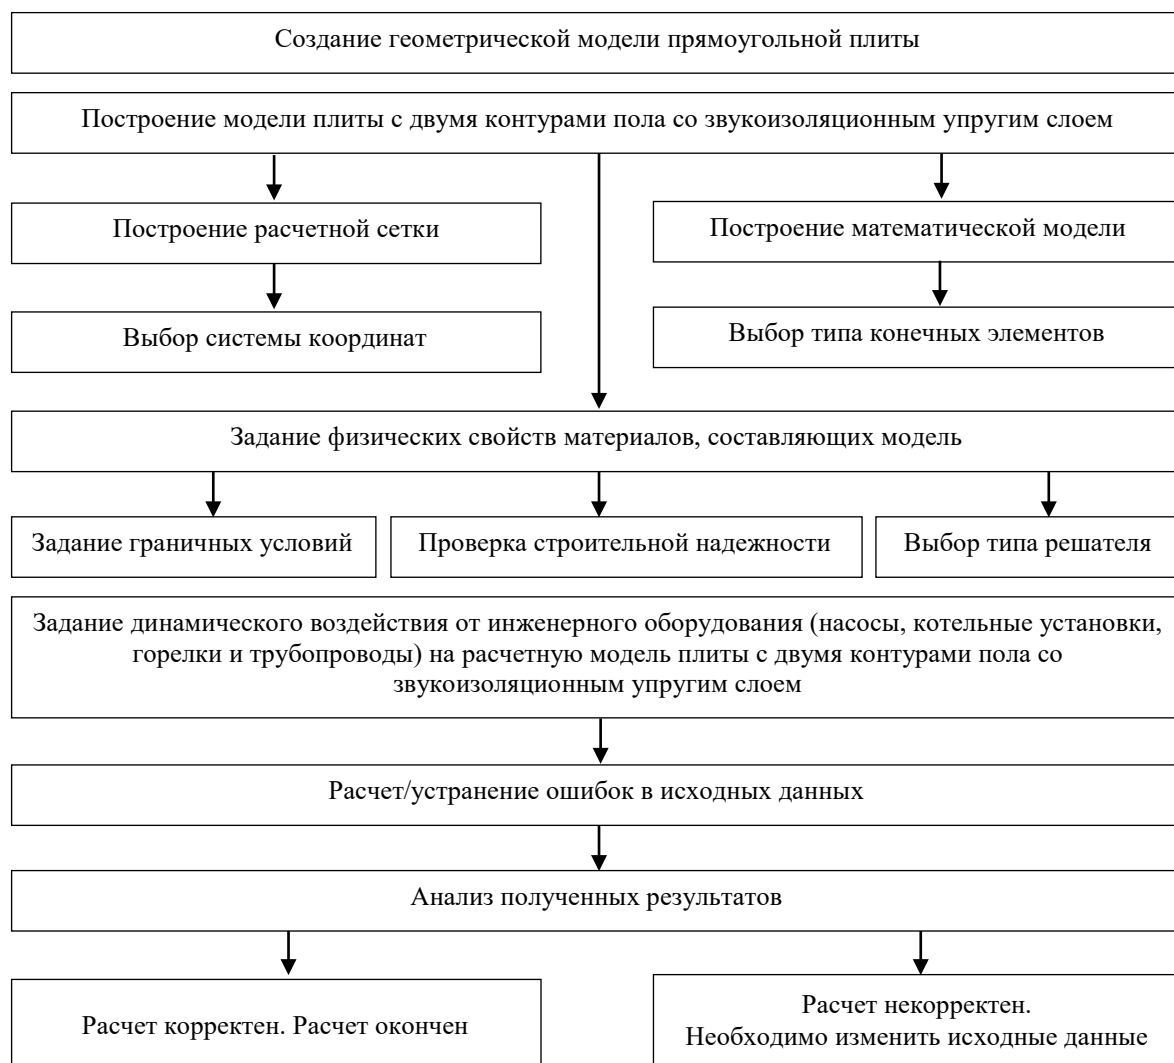 Создание геометрической модели прямоугольной плиты
Построение модели плиты с двумя контурами пола со звукоизоляционным упругим слоем
Построение расчетной сетки
Построение математической модели
Выбор системы координат
Выбор типа конечных элементов
Задание физических свойств материалов, составляющих модель
Задание граничных условий
Проверка строительной надежности
Выбор типа решателя
Задание динамического воздействия от инженерного оборудования (насосы, котельные установки,
горелки и трубопроводы) на расчетную модель плиты с двумя контурами пола со
звукоизоляционным упругим слоем
Расчет/устранение ошибок в исходных данных
Анализ полученных результатов
Расчет корректен. Расчет окончен
Расчет некорректен.
Необходимо изменить исходные данные